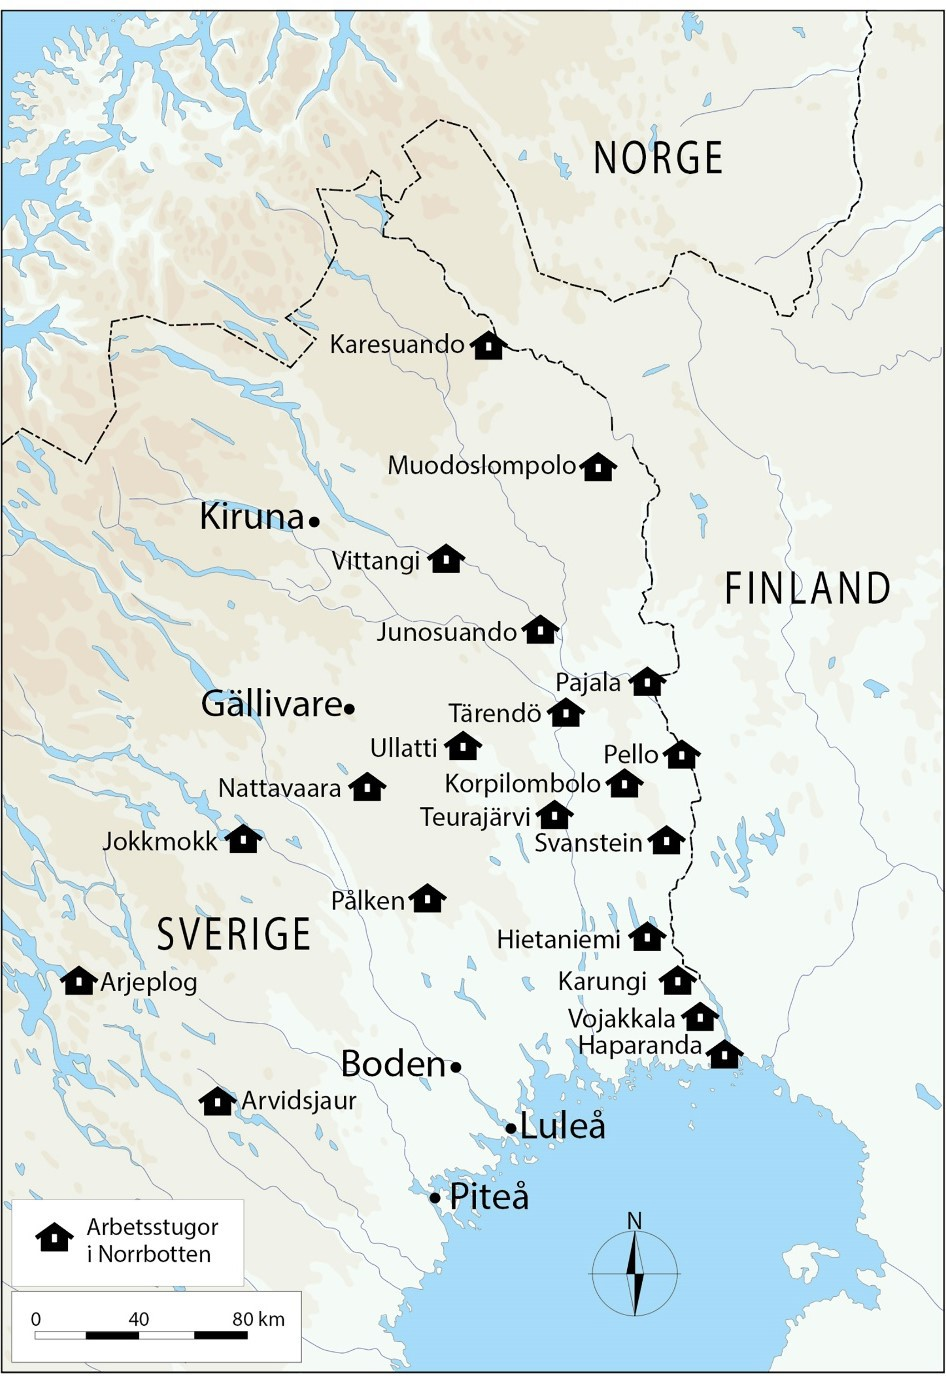 NORGE
Karesuando
Muodoslompolo
Kiruna
Vittangi
FINLAND
Junosuando
Pajala
Gällivare
Tärendö
Ullatti
Pello
Nattavaara
Korpilombolo
Teurajärvi
Jokkmokk
Svanstein
Pålken
SVERIGE
Hietaniemi
Arjeplog
Karungi
Vojakkala
Haparanda
Boden
Arvidsjaur
Luleå
Piteå
N
Arbetsstugor
i Norrbotten
0 40 80 km